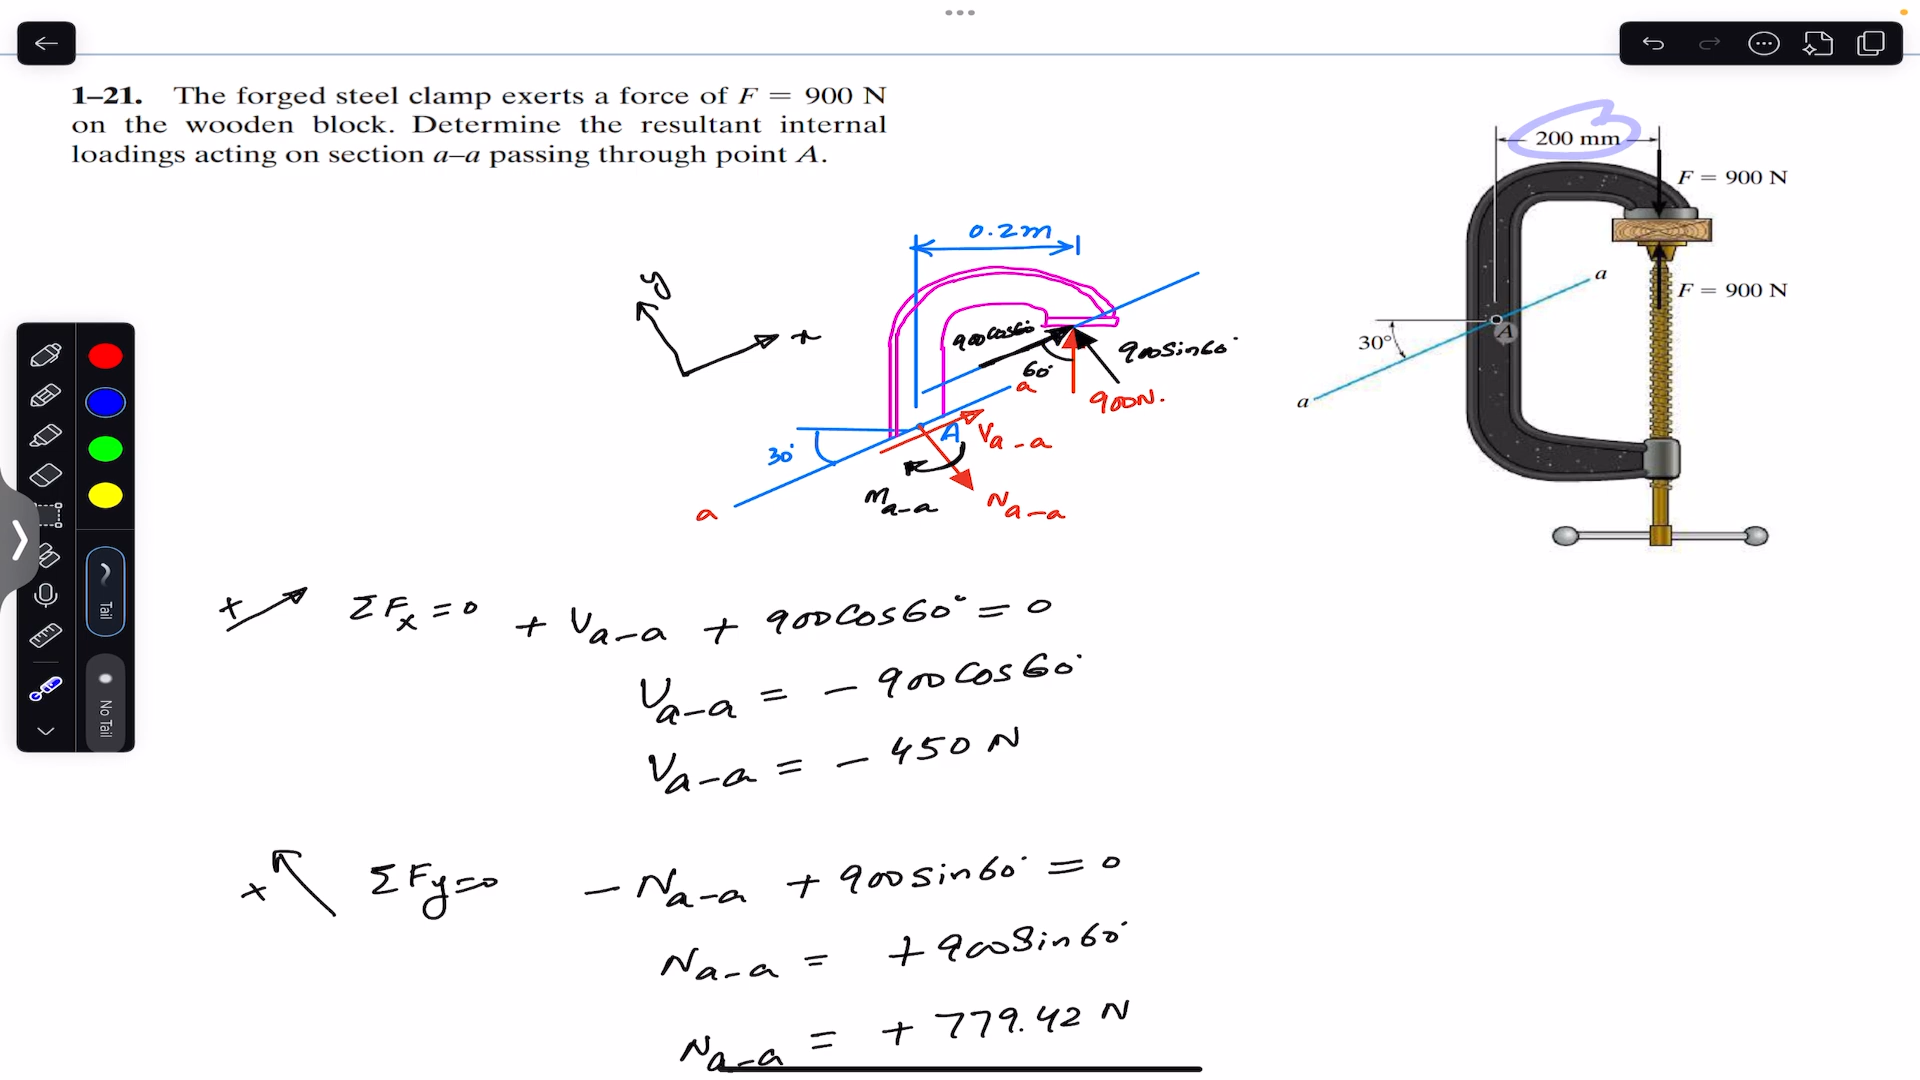 1–21. The forged steel clamp exerts a force of F = 900 N
on the wooden block. Determine the resultant internal
loadings acting on section a–a passing through point A.
200 mm
F = 900 N
a
F = 900 N
A
30°
a
0.2m
y
x
900cos60°
900sin60°
60°
a
900N.
A
Va-a
30°
Ma-a
Na-a
a
Tail
No Tail
+ ΣFx=0 + Va-a + 900cos60° = 0
Va-a = - 900cos60°
Va-a = - 450 N
+ ΣFy=0 - Na-a + 900sin60° = 0
Na-a = + 900sin60°
Na-a = + 779.42 N